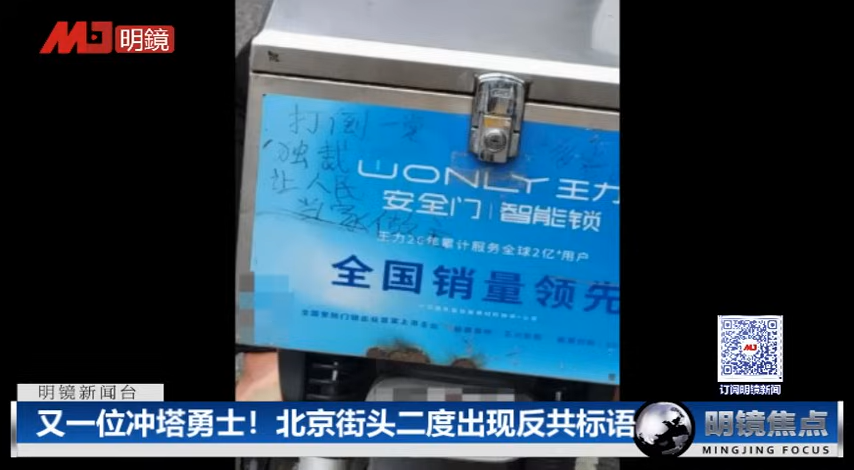 明鏡
打倒一党
独裁
让人民
当家做主
WONLY 王力
安全门 | 智能锁
王力26年累计服务全球2亿*用户
全国销量领先
订阅明镜新闻
明镜新闻台
又一位冲塔勇士！北京街头二度出现反共标语
明镜焦点
MINGJING FOCUS